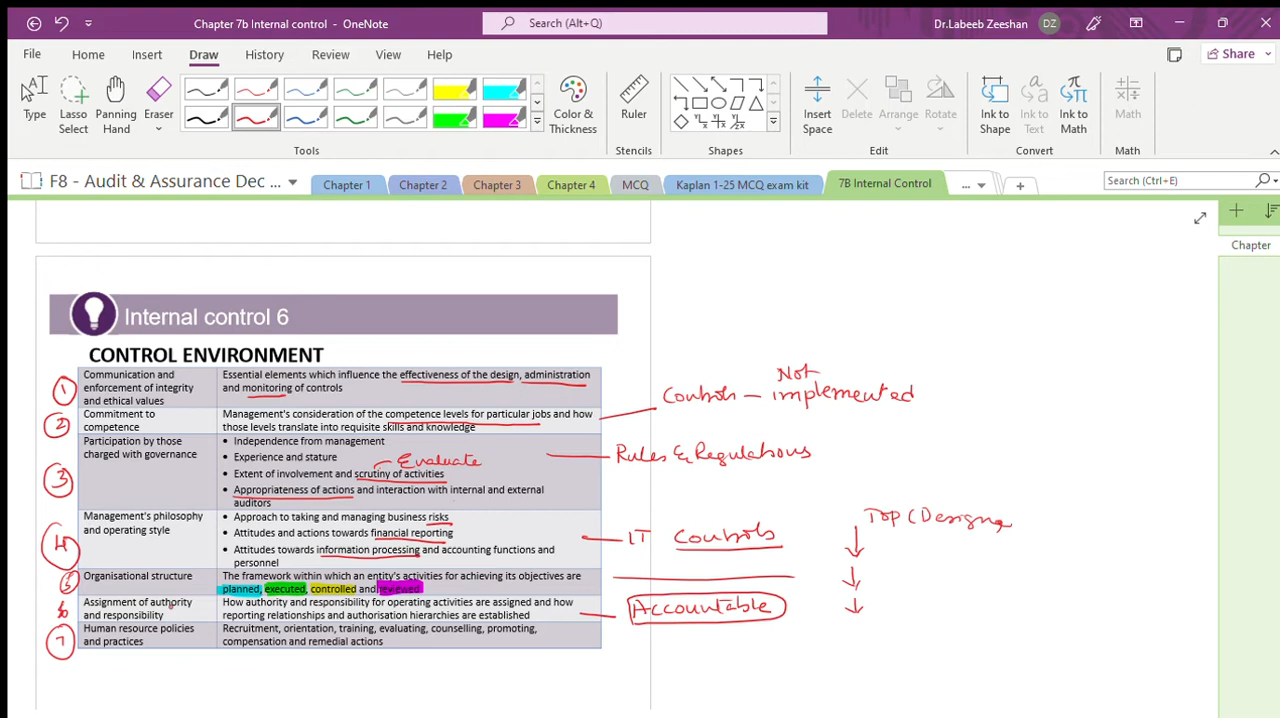 Chapter 7b Internal control - OneNote
Search (Alt+Q)
Dr.Labeeb Zeeshan
DZ
File
Home
Insert
Draw
History
Review
View
Help
Share
Type
Lasso
Select
Panning
Hand
Eraser
Color &
Thickness
Ruler
Insert
Space
Delete
Arrange
Rotate
Ink to
Shape
Ink to
Text
Ink to
Math
Math
Tools
Stencils
Shapes
Edit
Convert
Math
F8 - Audit & Assurance Dec ...
Chapter 1
Chapter 2
Chapter 3
Chapter 4
MCQ
Kaplan 1-25 MCQ exam kit
7B Internal Control
...
Search (Ctrl+E)
Chapter
Internal control 6
CONTROL ENVIRONMENT
1
Communication and
enforcement of integrity
and ethical values
Essential elements which influence the effectiveness of the design, administration
and monitoring of controls
Not
Controls – implemented
2
Commitment to
competence
Management's consideration of the competence levels for particular jobs and how
those levels translate into requisite skills and knowledge
3
Participation by those
charged with governance
• Independence from management
• Experience and stature
Evaluate
• Extent of involvement and scrutiny of activities
• Appropriateness of actions and interaction with internal and external
auditors
Rules & Regulations
4
Management's philosophy
and operating style
• Approach to taking and managing business risks
• Attitudes and actions towards financial reporting
• Attitudes towards information processing and accounting functions and
personnel
IT Controls
Top (Designe
5
Organisational structure
The framework within which an entity's activities for achieving its objectives are
planned, executed, controlled and reviewed
6
Assignment of authority
and responsibility
How authority and responsibility for operating activities are assigned and how
reporting relationships and authorisation hierarchies are established
Accountable
7
Human resource policies
and practices
Recruitment, orientation, training, evaluating, counselling, promoting,
compensation and remedial actions